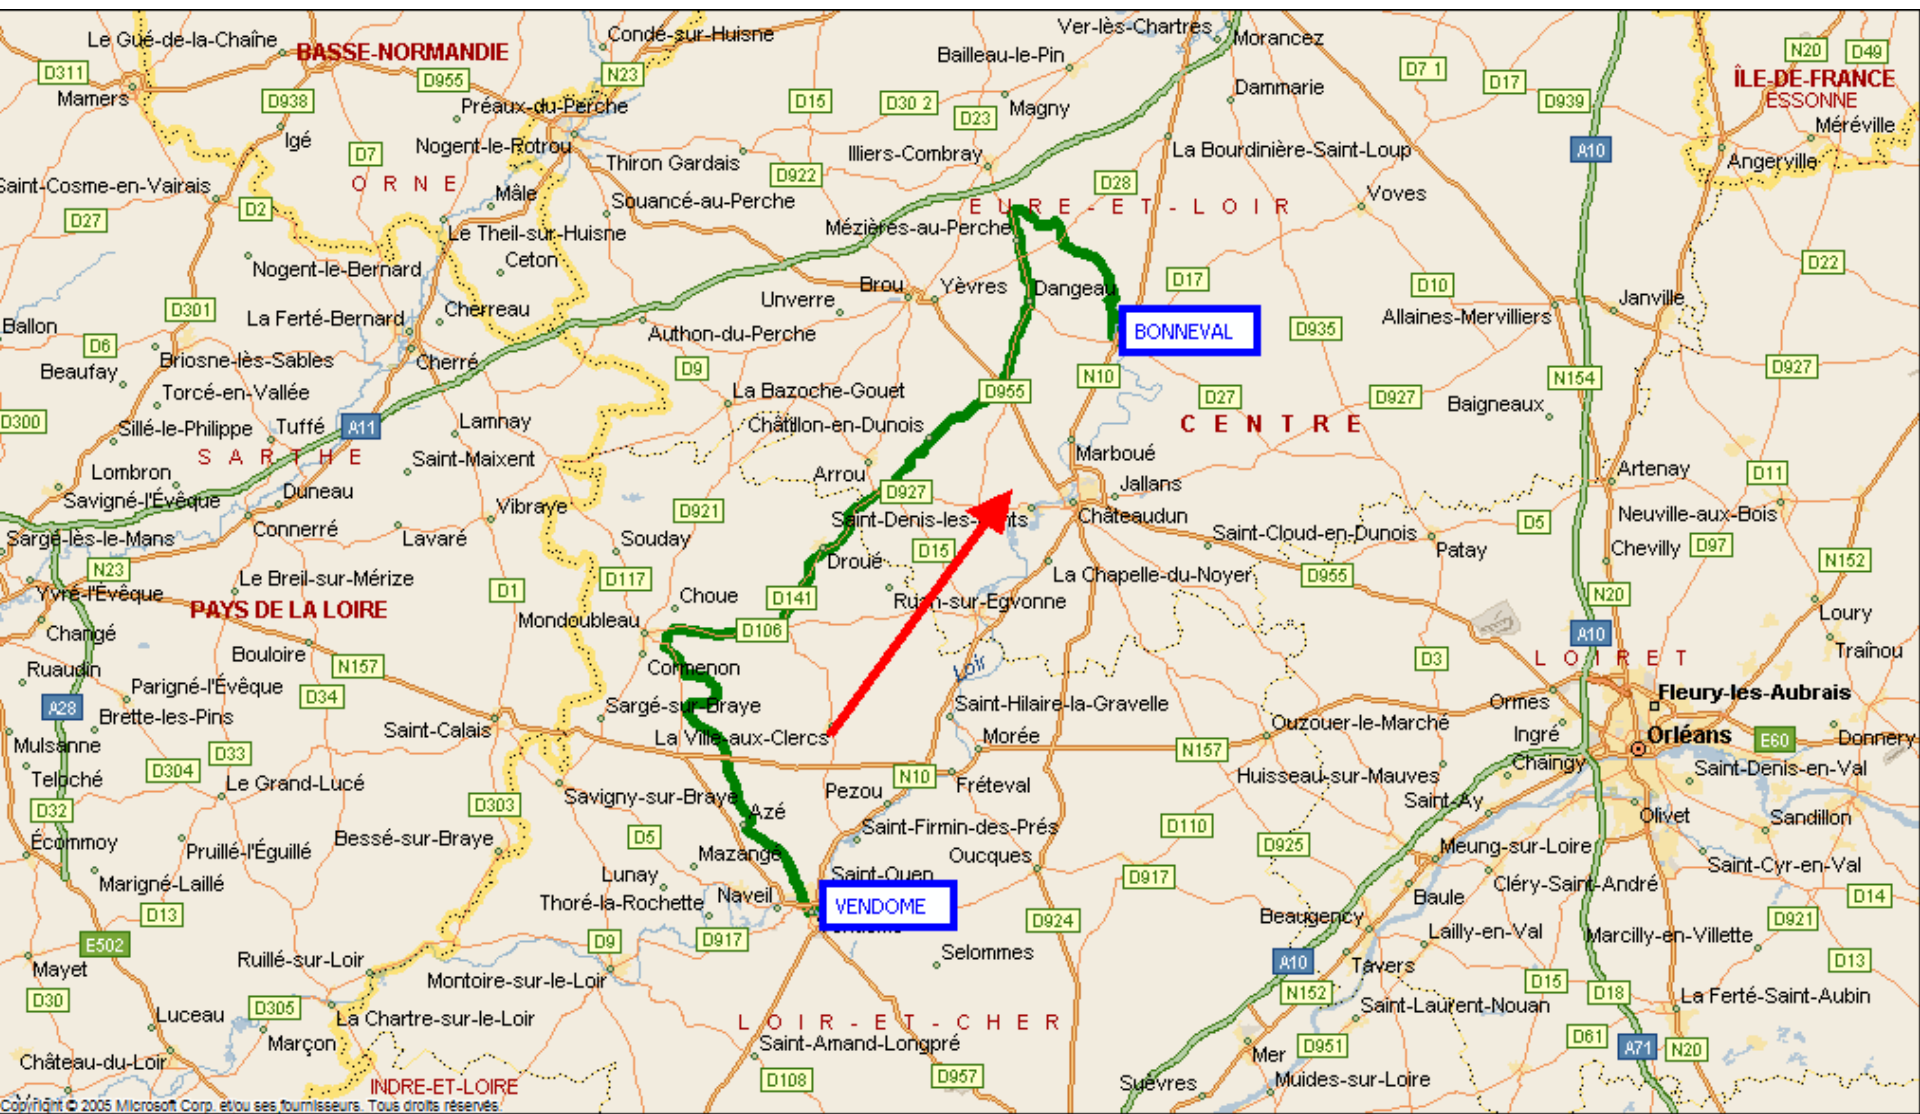 Le Gué-de-la-Chaîne
BASSE-NORMANDIE
Condé-sur-Huisne
Ver-lès-Chartres
Morancez
Bailleau-le-Pin
N20
D49
D311
D955
N23
D7 1
D17
ÎLE-DE-FRANCE
ESSONNE
Mamers
D938
Préaux-du-Perche
D15
D30 2
Magny
Dammarie
D939
D23
Méréville
Igé
D7
Nogent-le-Rotrou
Thiron Gardais
Illiers-Combray
La Bourdinière-Saint-Loup
A10
Angerville
Saint-Cosme-en-Vairais
ORNE
D922
D28
Voves
D27
D2
Mâle
Souancé-au-Perche
EURE-ET-LOIR
Le Theil-sur-Huisne
Mézières-au-Perche
Nogent-le-Bernard
Ceton
D22
Brou
Yèvres
Dangeau
D17
D10
Janville
D301
La Ferté-Bernard
Cherreau
Unverre
Allaines-Mervilliers
Ballon
Authon-du-Perche
BONNEVAL
D935
D6
Briosne-lès-Sables
Cherré
Beaufay
D9
N10
N154
D927
Torcé-en-Vallée
La Bazoche-Gouet
D955
D27
D927
Baigneaux
D300
Sillé-le-Philippe
Tuffé
A11
Lamnay
Châtillon-en-Dunois
CENTRE
SARTHE
Saint-Maixent
Marboué
Lombron
Arrou
Jallans
Artenay
D11
Savigné-l'Évêque
Duneau
D927
Vibraye
D921
Saint-Denis-les-
ts
Châteaudun
Neuville-aux-Bois
Connerré
Sargé-lès-le-Mans
Lavaré
Souday
D15
Saint-Cloud-en-Dunois
D5
Patay
Chevilly
D97
N152
N23
Droué
Le Breil-sur-Mérize
D1
D117
La Chapelle-du-Noyer
D955
Yvré-l'Évêque
PAYS DE LA LOIRE
Choue
D141
Ruan-sur-Egvonne
N20
Loury
Changé
Mondoubleau
D106
A10
Bouloire
N157
Cormenon
Loir
D3
LOIRET
Traînou
Ruaudin
Parigné-l'Évêque
D34
Fleury-les-Aubrais
A28
Brette-les-Pins
Saint-Calais
Sargé-sur-Braye
Saint-Hilaire-la-Gravelle
Ormes
Ouzouer-le-Marché
Mulsanne
D33
La Ville-aux-Clercs
Morée
N157
Ingré
Orléans
E60
Donnery
Teloché
D304
Le Grand-Lucé
N10
Fréteval
Huisseau-sur-Mauves
Chaingy
Saint-Denis-en-Val
D32
D303
Savigny-sur-Braye
Pezou
Saint-Ay
Azé
Olivet
Sandillon
Écommoy
Pruillé-l'Éguillé
Bessé-sur-Braye
D5
Saint-Firmin-des-Prés
D110
D925
Meung-sur-Loire
Mazangé
Oucques
Saint-Cyr-en-Val
Marigné-Laillé
Lunay
Saint-Ouen
D917
Cléry-Saint-André
D14
D13
Thoré-la-Rochette
Naveil
VENDOME
D924
Baule
Beaugency
D921
E502
D9
D917
Lailly-en-Val
Marcilly-en-Villette
Mayet
Ruillé-sur-Loir
Selommes
A10
Tavers
D13
Montoire-sur-le-Loir
D30
D305
N152
D15
D18
La Ferté-Saint-Aubin
Luceau
La Chartre-sur-le-Loir
LOIR-ET-CHER
Saint-Laurent-Nouan
Marçon
Saint-Amand-Longpré
D951
D61
A71
N20
Château-du-Loir
Mer
INDRE-ET-LOIRE
D108
D957
Suèvres
Muides-sur-Loire
Copyright © 2005 Microsoft Corp. et/ou ses fournisseurs. Tous droits réservés.